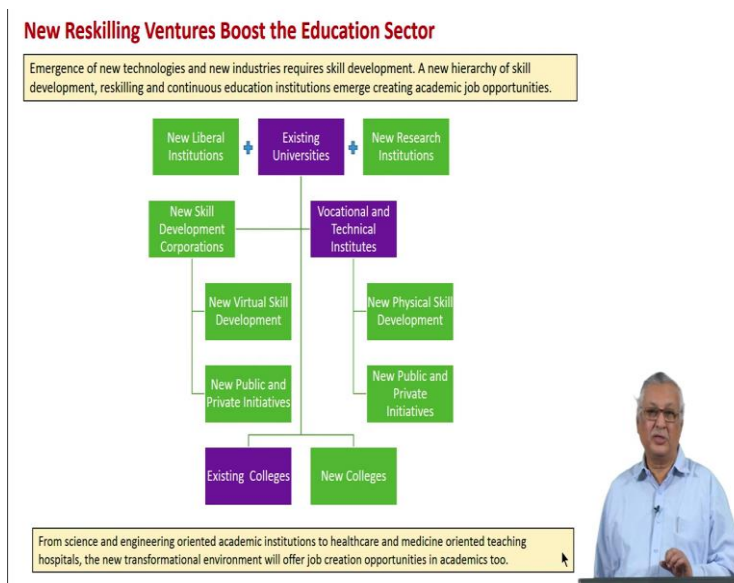 New Reskilling Ventures Boost the Education Sector
Emergence of new technologies and new industries requires skill development. A new hierarchy of skill
development, reskilling and continuous education institutions emerge creating academic job opportunities.
New Liberal
Institutions
Existing
Universities
New Research
Institutions
New Skill
Development
Corporations
Vocational and
Technical
Institutes
New Virtual Skill
Development
New Physical Skill
Development
New Public and
Private Initiatives
New Public and
Private
Initiatives
Existing Colleges
New Colleges
From science and engineering oriented academic institutions to healthcare and medicine oriented teaching
hospitals, the new transformational environment will offer job creation opportunities in academics too.